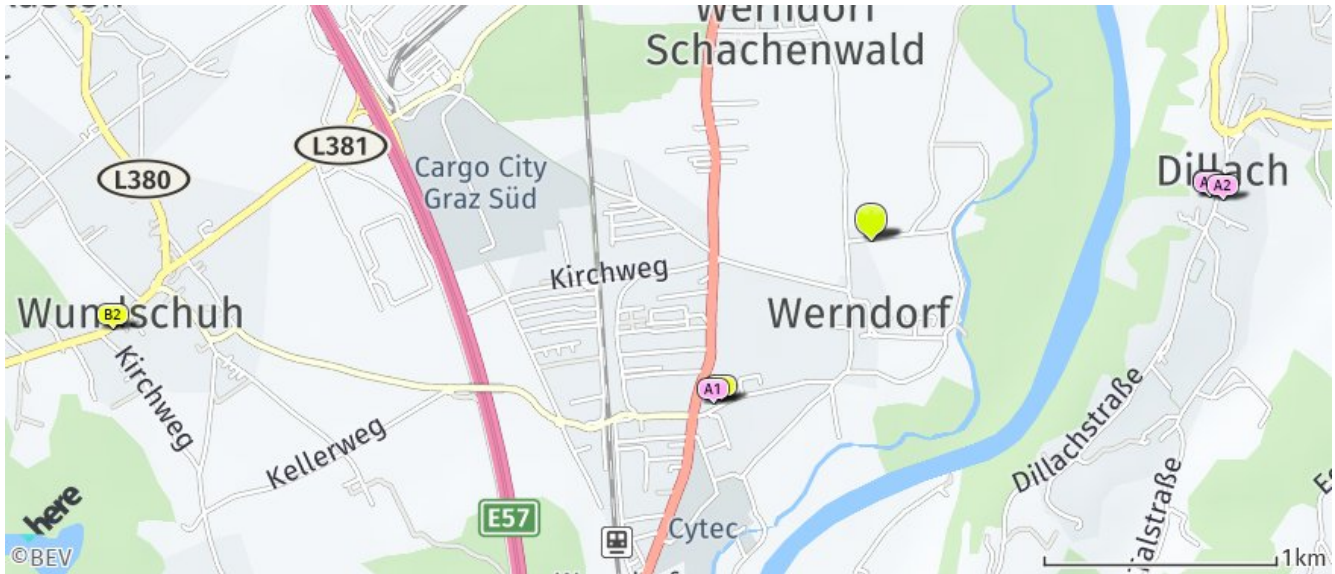 Werndorf
Schachenwald
L381
L380
Cargo City
Graz Süd
Dillach
A2
Kirchweg
Wundschuh
B2
Werndorf
A1
Kirchweg
Kellerweg
Dillachstraße
E57
Cytec
here
©BEV
1km